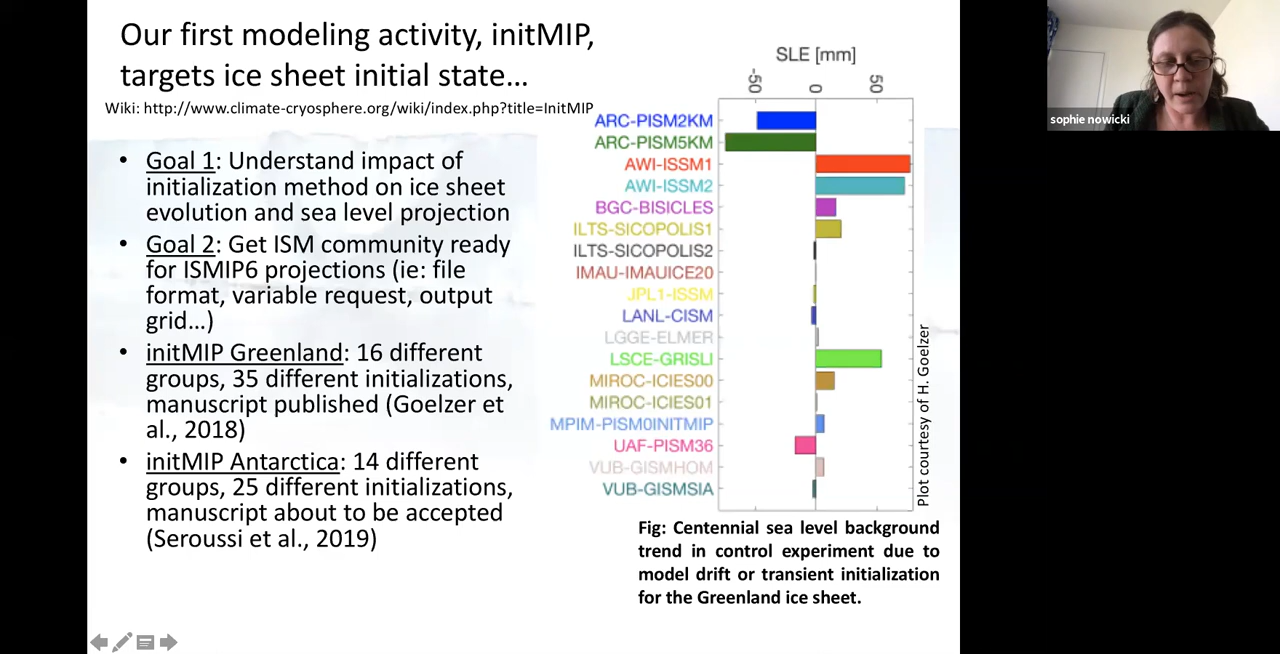 Our first modeling activity, initMIP,
targets ice sheet initial state…
Wiki: http://www.climate-cryosphere.org/wiki/index.php?title=InitMIP
• Goal 1: Understand impact of
initialization method on ice sheet
evolution and sea level projection
• Goal 2: Get ISM community ready
for ISMIP6 projections (ie: file
format, variable request, output
grid…)
• initMIP Greenland: 16 different
groups, 35 different initializations,
manuscript published (Goelzer et
al., 2018)
• initMIP Antarctica: 14 different
groups, 25 different initializations,
manuscript about to be accepted
(Seroussi et al., 2019)
SLE [mm]
-50 0 50
ARC-PISM2KM
ARC-PISM5KM
AWI-ISSM1
AWI-ISSM2
BGC-BISICLES
ILTS-SICOPOLIS1
ILTS-SICOPOLIS2
IMAU-IMAUICE20
JPL1-ISSM
LANL-CISM
LGGE-ELMER
LSCE-GRISLI
MIROC-ICIES00
MIROC-ICIES01
MPIM-PISM0INITMIP
UAF-PISM36
VUB-GISMHOM
VUB-GISMSIA
Plot courtesy of H. Goelzer
Fig: Centennial sea level background
trend in control experiment due to
model drift or transient initialization
for the Greenland ice sheet.
sophie nowicki